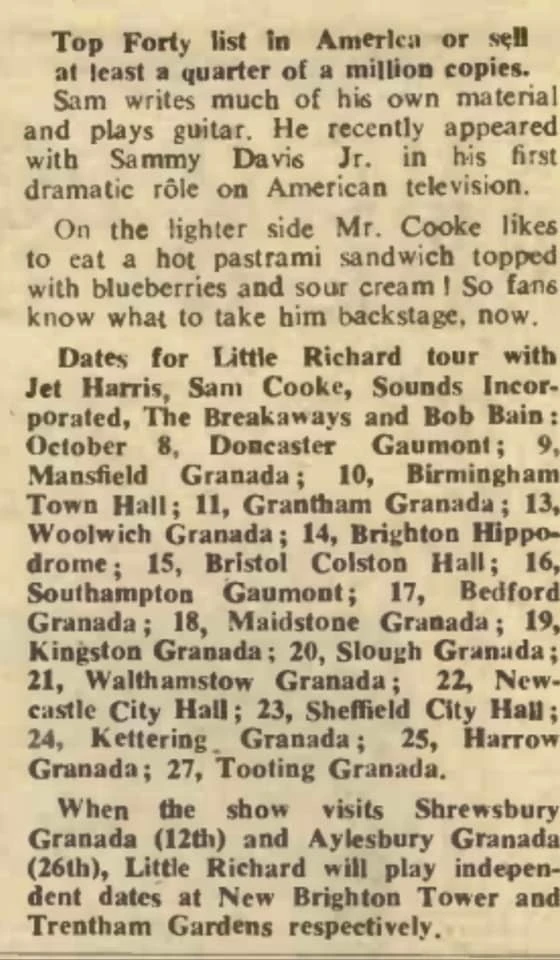 Top Forty list in America or sell
at least a quarter of a million copies.
Sam writes much of his own material
and plays guitar. He recently appeared
with Sammy Davis Jr. in his first
dramatic rôle on American television.
On the lighter side Mr. Cooke likes
to eat a hot pastrami sandwich topped
with blueberries and sour cream ! So fans
know what to take him backstage, now.
Dates for Little Richard tour with
Jet Harris, Sam Cooke, Sounds Incor-
porated, The Breakaways and Bob Bain :
October 8, Doncaster Gaumont ; 9,
Mansfield Granada ; 10, Birmingham
Town Hall ; 11, Grantham Granada ; 13,
Woolwich Granada ; 14, Brighton Hippo-
drome ; 15, Bristol Colston Hall ; 16,
Southampton Gaumont ; 17, Bedford
Granada ; 18, Maidstone Granada ; 19,
Kingston Granada ; 20, Slough Granada ;
21, Walthamstow Granada ; 22, New-
castle City Hall ; 23, Sheffield City Hall ;
24, Kettering Granada ; 25, Harrow
Granada ; 27, Tooting Granada.
When the show visits Shrewsbury
Granada (12th) and Aylesbury Granada
(26th), Little Richard will play indepen-
dent dates at New Brighton Tower and
Trentham Gardens respectively.